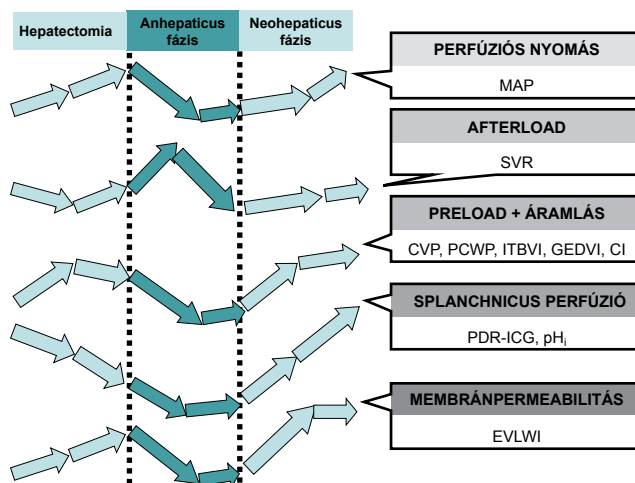 Hepatectomia
Anhepaticus
fázis
Neohepaticus
fázis
PERFÚZIÓS NYOMÁS
MAP
AFTERLOAD
SVR
PRELOAD + ÁRAMLÁS
CVP, PCWP, ITBVI, GEDVI, CI
SPLANCHNICUS PERFÚZIÓ
PDR-ICG, pHi
MEMBRÁNPERMEABILITÁS
EVLWI